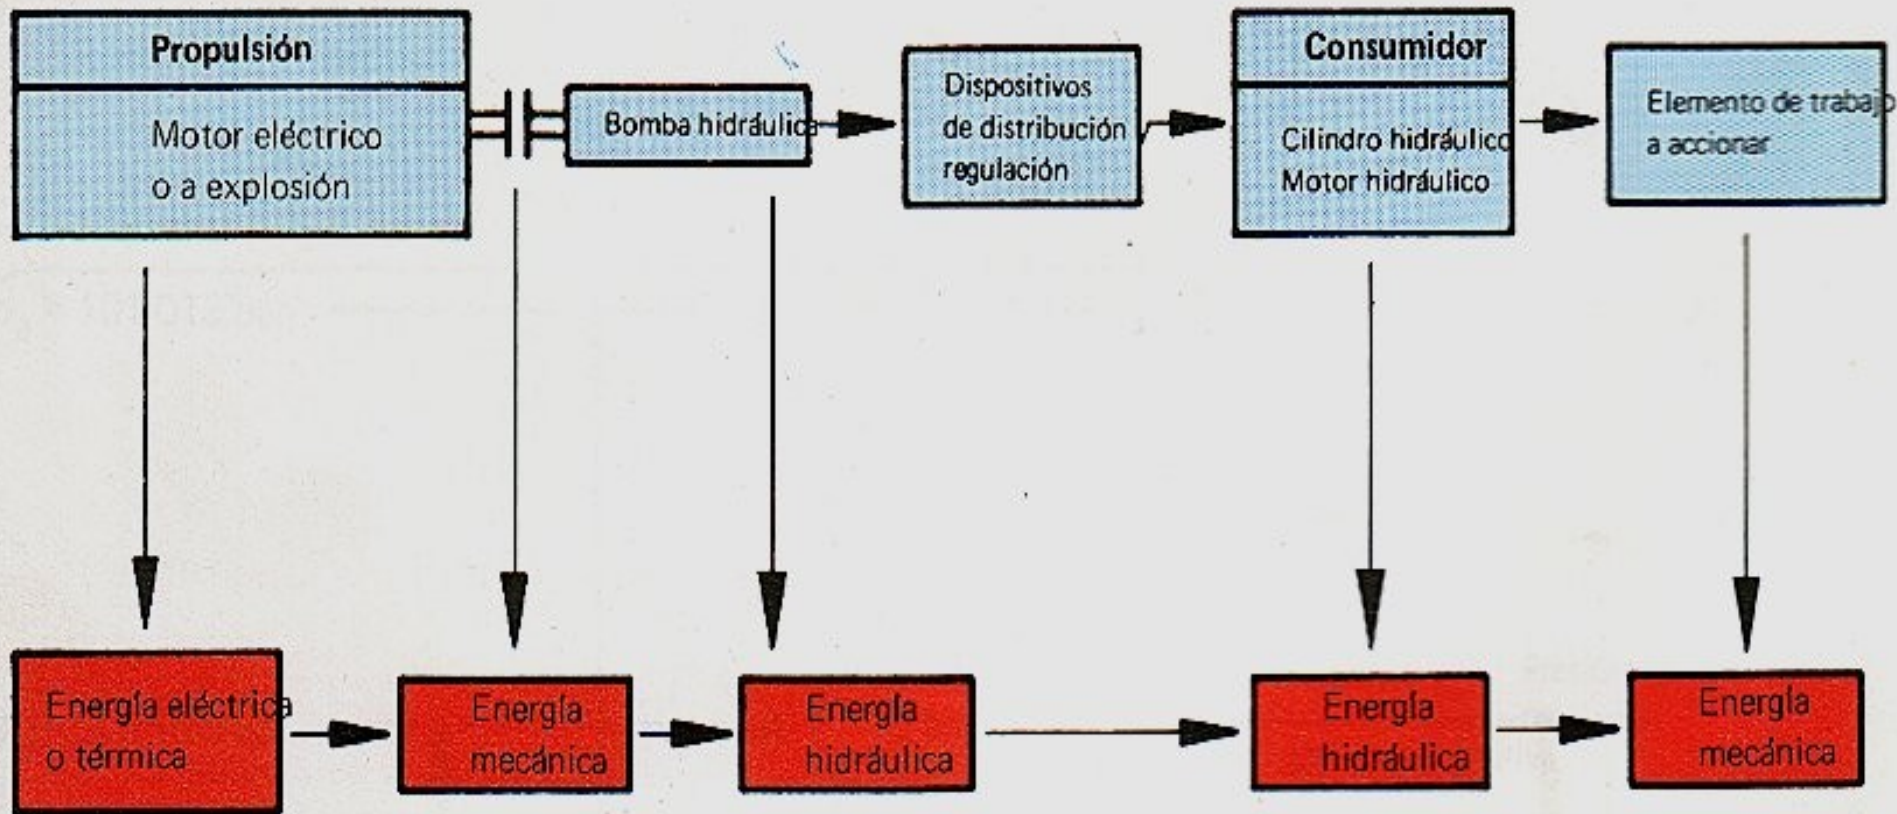 Propulsión
Motor eléctrico
o a explosión
Bomba hidráulica
Dispositivos
de distribución
regulación
Consumidor
Cilindro hidráulico
Motor hidráulico
Elemento de trabajo
a accionar
Energía eléctrica
o térmica
Energía
mecánica
Energía
hidráulica
Energía
hidráulica
Energía
mecánica